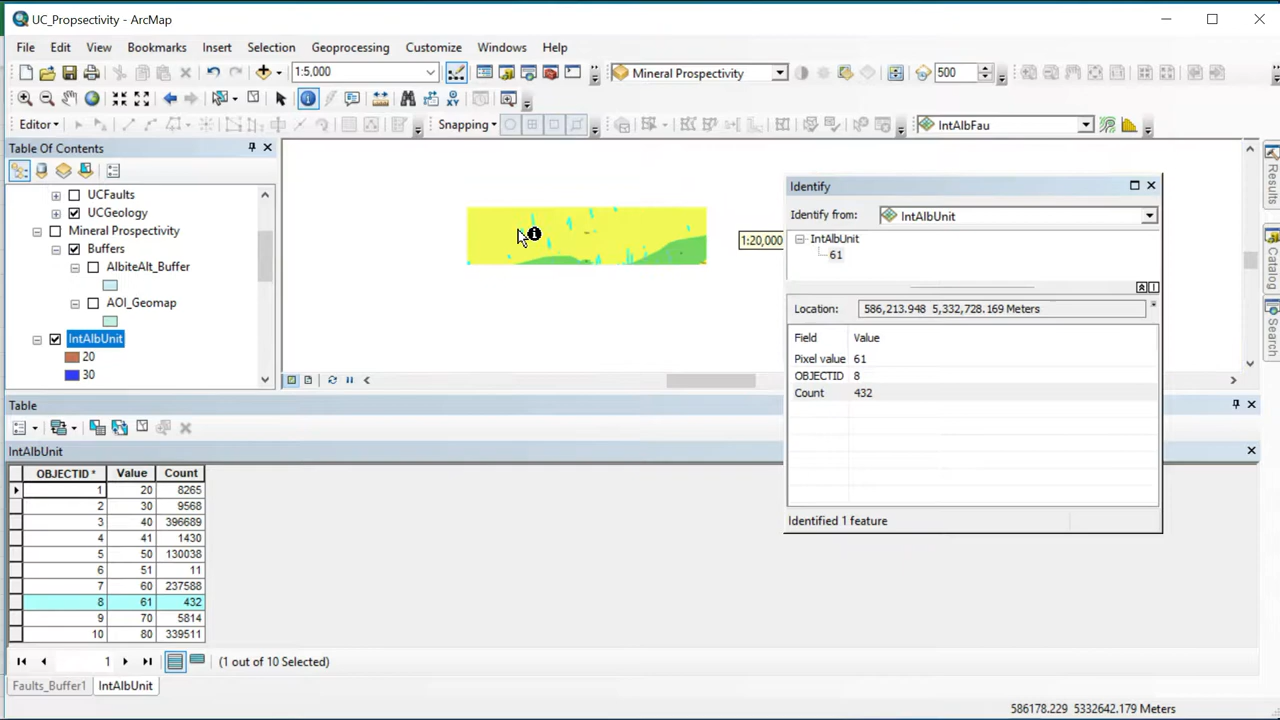 UC_Propsectivity - ArcMap
File Edit View Bookmarks Insert Selection Geoprocessing Customize Windows Help
1:5,000 Mineral Prospectivity 500
Editor Snapping IntAlbFau
Table Of Contents
UCFaults
UCGeology
Mineral Prospectivity
Buffers
AlbiteAlt_Buffer
AOI_Geomap
IntAlbUnit
20
30
1:20,000
Identify
Identify from: IntAlbUnit
IntAlbUnit
61
Location: 586,213.948 5,332,728.169 Meters
Field Value
Pixel value 61
OBJECTID 8
Count 432
Identified 1 feature
Results
Catalog
Search
Table
IntAlbUnit
OBJECTID * Value Count
1 20 8265
2 30 9568
3 40 396689
4 41 1430
5 50 130038
6 51 11
7 60 237588
8 61 432
9 70 5814
10 80 339511
1 (1 out of 10 Selected)
Faults_Buffer1 IntAlbUnit
586178.229 5332642.179 Meters